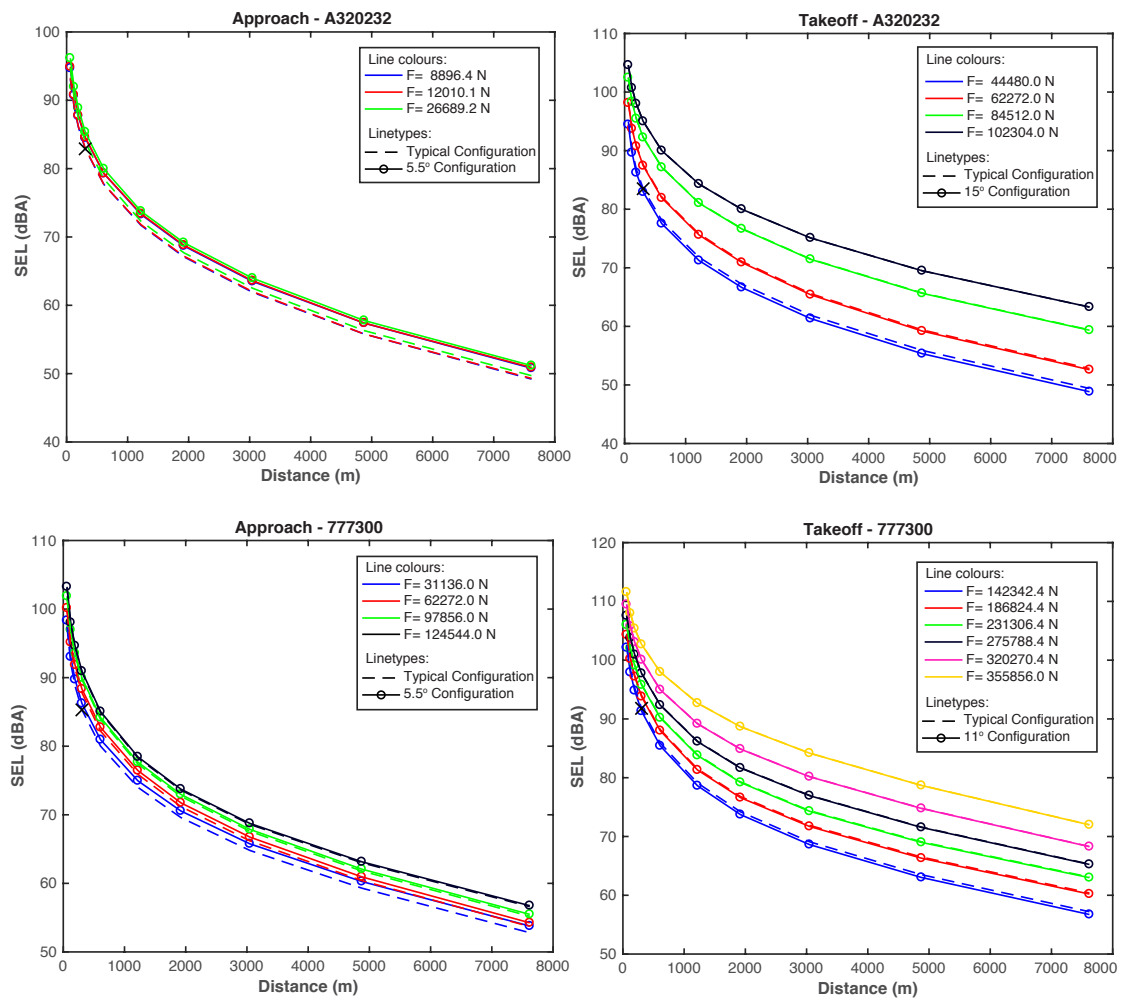 Approach - A320232
100
90
80
70
60
50
40
SEL (dBA)
0 1000 2000 3000 4000 5000 6000 7000 8000
Distance (m)
Line colours:
F= 8896.4 N
F= 12010.1 N
F= 26689.2 N
Linetypes:
Typical Configuration
5.5º Configuration
Takeoff - A320232
110
100
90
80
70
60
50
40
SEL (dBA)
0 1000 2000 3000 4000 5000 6000 7000 8000
Distance (m)
Line colours:
F= 44480.0 N
F= 62272.0 N
F= 84512.0 N
F= 102304.0 N
Linetypes:
Typical Configuration
15º Configuration
Approach - 777300
110
100
90
80
70
60
50
SEL (dBA)
0 1000 2000 3000 4000 5000 6000 7000 8000
Distance (m)
Line colours:
F= 31136.0 N
F= 62272.0 N
F= 97856.0 N
F= 124544.0 N
Linetypes:
Typical Configuration
5.5º Configuration
Takeoff - 777300
120
110
100
90
80
70
60
50
SEL (dBA)
0 1000 2000 3000 4000 5000 6000 7000 8000
Distance (m)
Line colours:
F= 142342.4 N
F= 186824.4 N
F= 231306.4 N
F= 275788.4 N
F= 320270.4 N
F= 355856.0 N
Linetypes:
Typical Configuration
11º Configuration